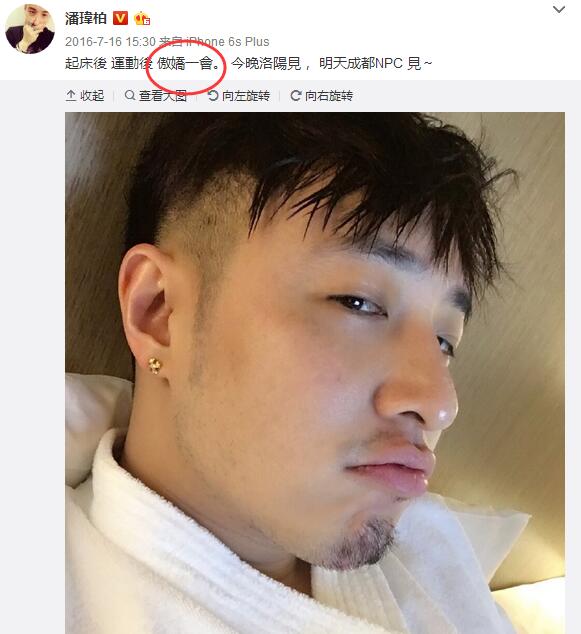 潘瑋柏
2016-7-16 15:30 来自 iPhone 6s Plus
起床後 運動後 傲嬌一會。今晚洛陽見， 明天成都NPC 見～
收起 查看大图 向左旋转 向右旋转